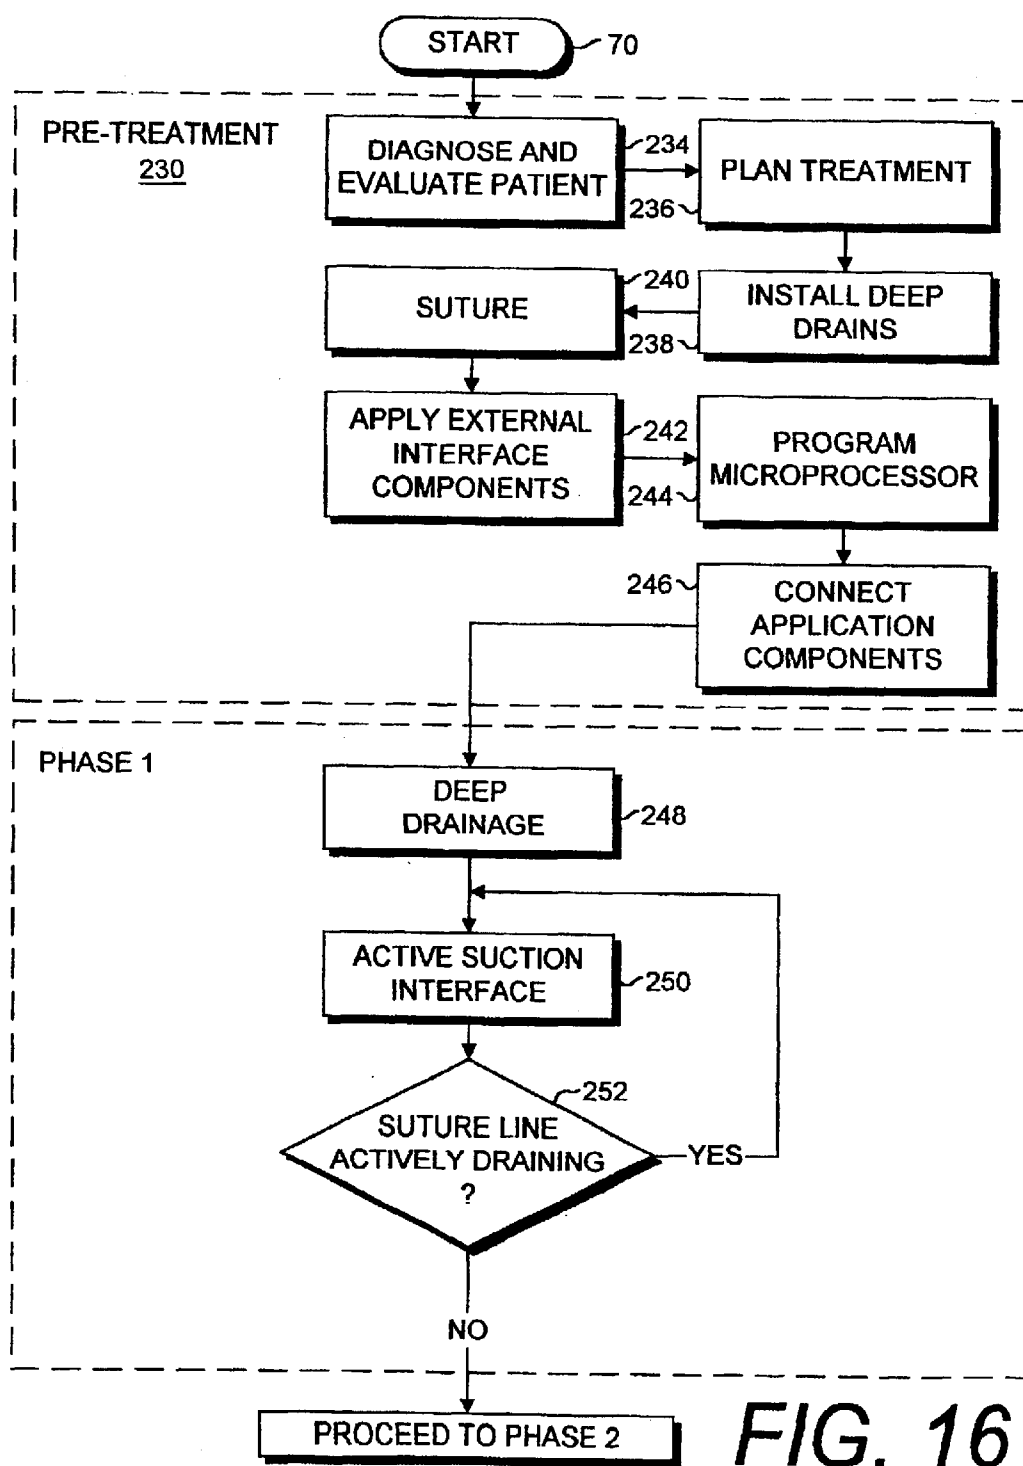 START
70
PRE-TREATMENT
230
DIAGNOSE AND
EVALUATE PATIENT
234
PLAN TREATMENT
236
INSTALL DEEP
DRAINS
238
SUTURE
240
APPLY EXTERNAL
INTERFACE
COMPONENTS
242
PROGRAM
MICROPROCESSOR
244
CONNECT
APPLICATION
COMPONENTS
246
PHASE 1
DEEP
DRAINAGE
248
ACTIVE SUCTION
INTERFACE
250
SUTURE LINE
ACTIVELY DRAINING
?
252
YES
NO
PROCEED TO PHASE 2
FIG. 16